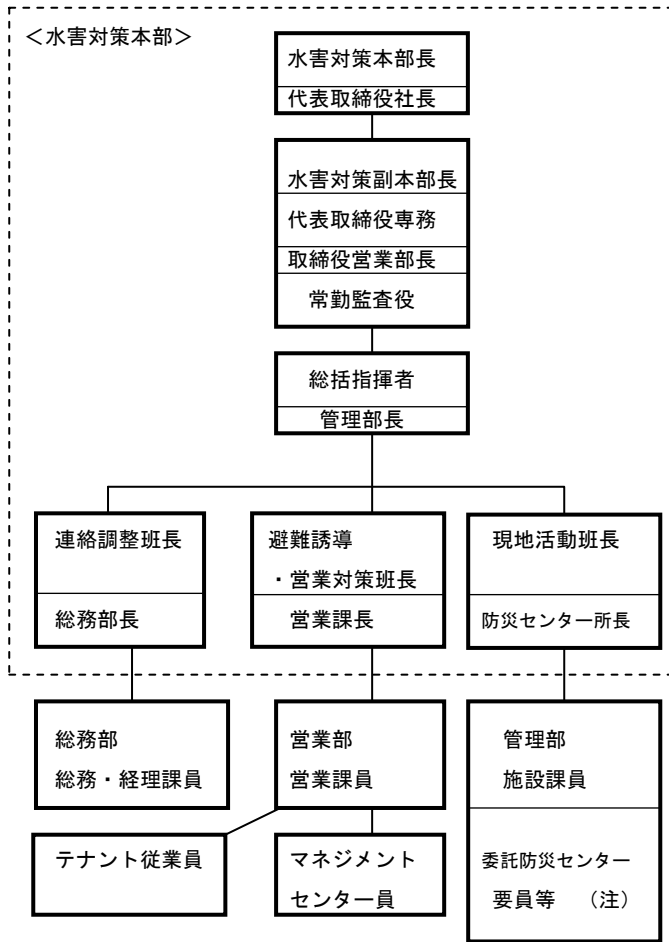 ＜水害対策本部＞
水害対策本部長
代表取締役社長
水害対策副本部長
代表取締役専務
取締役営業部長
常勤監査役
総括指揮者
管理部長
連絡調整班長
総務部長
避難誘導
・営業対策班長
営業課長
現地活動班長
防災センター所長
総務部
総務・経理課員
営業部
営業課員
管理部
施設課員
テナント従業員
マネジメント
センター員
委託防災センター
要員等　（注）